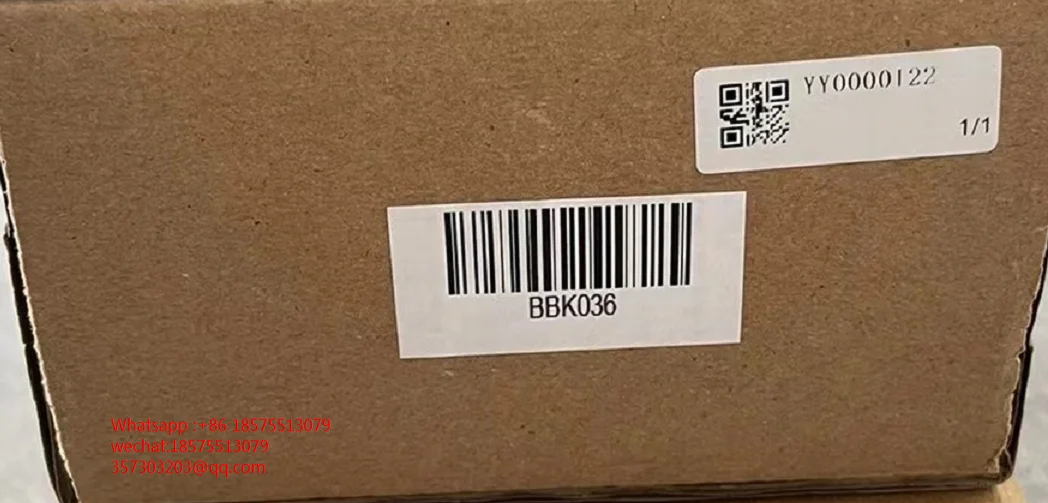 YY0000122
1/1
BBK036
Whatsapp :+86 18575513079
wechat:18575513079
357303203@qq.com